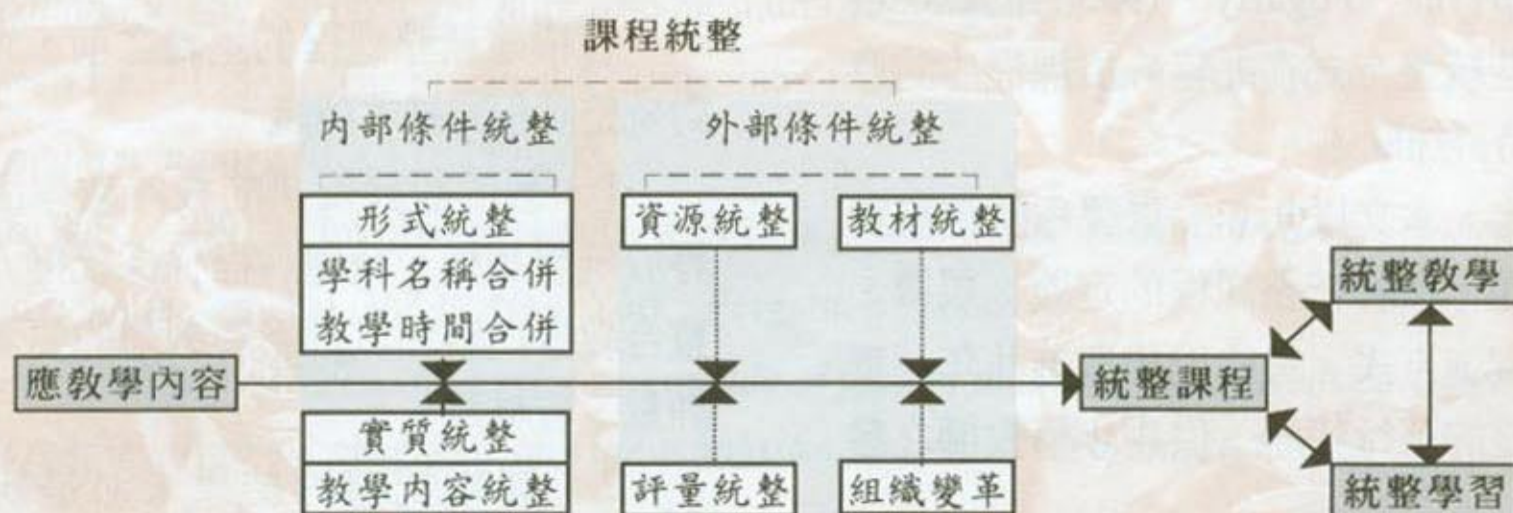 課程統整
內部條件統整
外部條件統整
形式統整
學科名稱合併
教學時間合併
資源統整
教材統整
統整教學
應教學內容
統整課程
實質統整
教學內容統整
評量統整
組織變革
統整學習